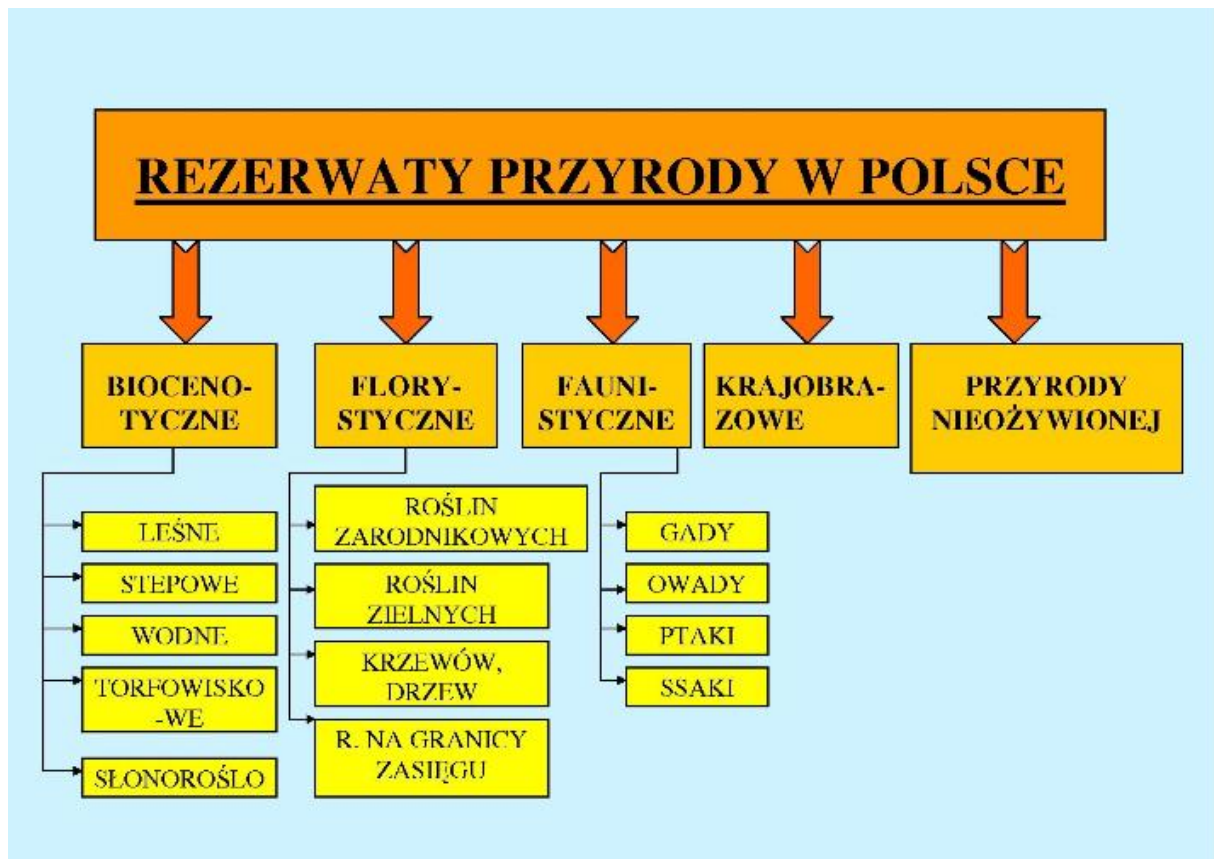 REZERWATY PRZYRODY W POLSCE
BIOCENO-
TYCZNE
FLORY-
STYCZNE
FAUNI-
STYCZNE
KRAJOBRA-
ZOWE
PRZYRODY
NIEOŻYWIONEJ
LEŚNE
STEPOWE
WODNE
TORFOWISKO
-WE
SŁONOROŚLO
ROŚLIN
ZARODNIKOWYCH
ROŚLIN
ZIELNYCH
KRZEWÓW,
DRZEW
R. NA GRANICY
ZASIĘGU
GADY
OWADY
PTAKI
SSAKI